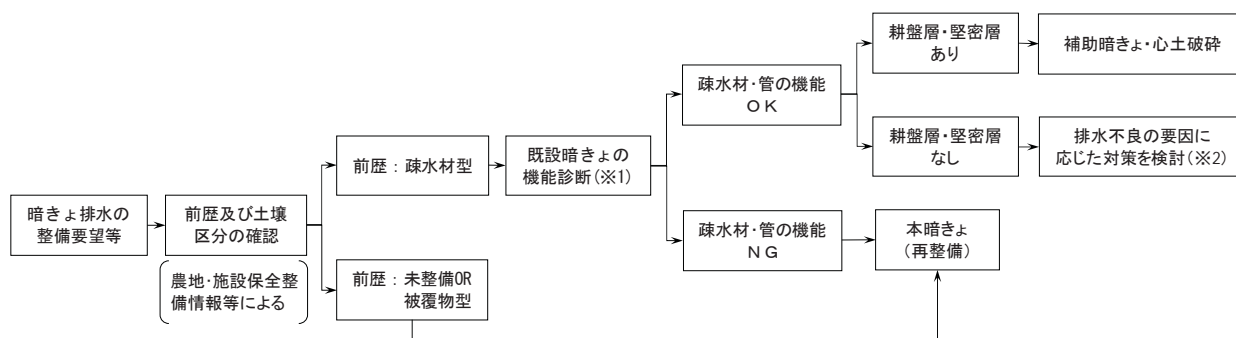 暗きょ排水の
整備要望等
前歴及び土壌
区分の確認
農地・施設保全整
備情報等による
前歴：疎水材型
前歴：未整備OR
被覆物型
既設暗きょの
機能診断(※1)
疎水材・管の機能
ＯＫ
疎水材・管の機能
ＮＧ
耕盤層・堅密層
あり
耕盤層・堅密層
なし
本暗きょ
(再整備)
補助暗きょ・心土破砕
排水不良の要因に
応じた対策を検討(※2)